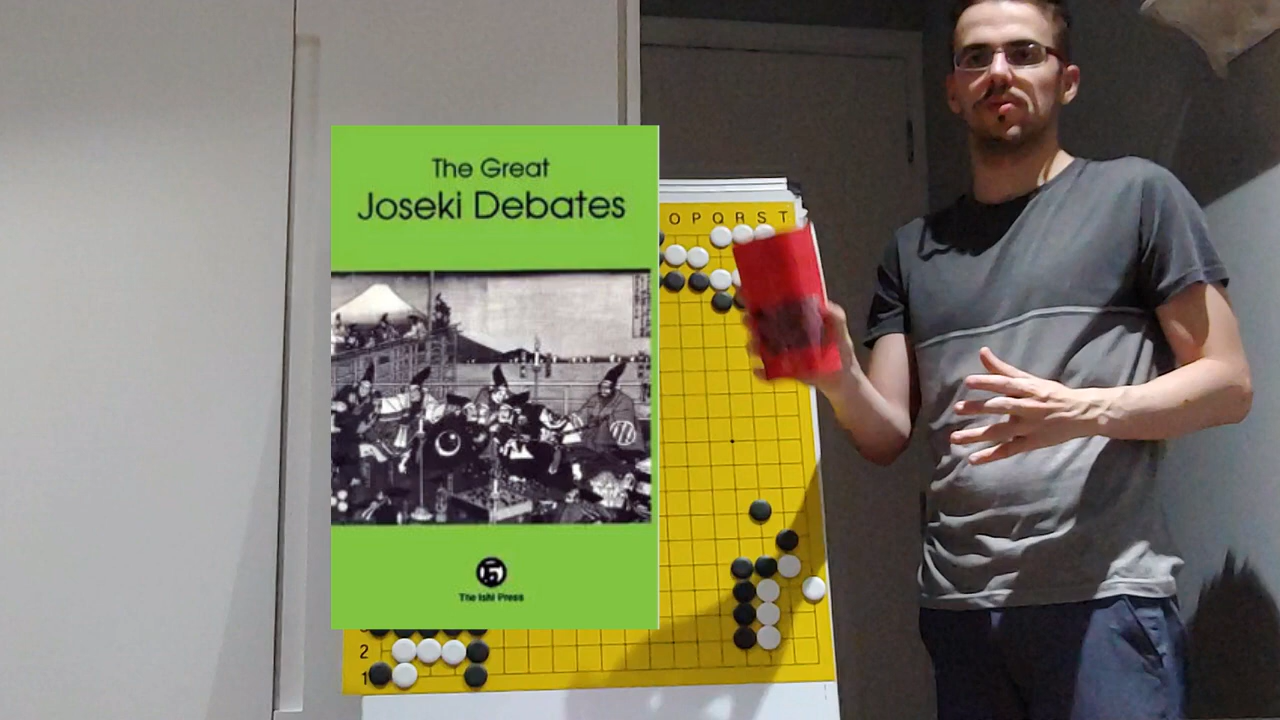 The Great
Joseki Debates
The Ishi Press
O P Q R S T
2
1